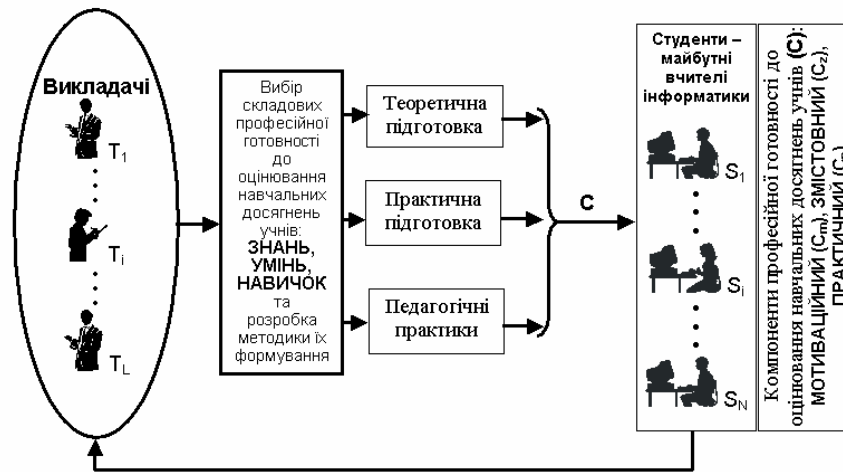 Викладачі
T1
Ti
TL
Вибір
складових
професійної
готовності
до
оцінювання
навчальних
досягнень
учнів:
ЗНАНЬ,
УМІНЬ,
НАВИЧОК
та
розробка
методики їх
формування
Теоретична
підготовка
Практична
підготовка
Педагогічні
практики
C
Студенти –
майбутні
вчителі
інформатики
S1
Si
SN
Компоненти професійної готовності до
оцінювання навчальних досягнень учнів (C):
МОТИВАЦІЙНИЙ (Cm), ЗМІСТОВНИЙ (Cz),
ПРАКТИЧНИЙ (Cp)